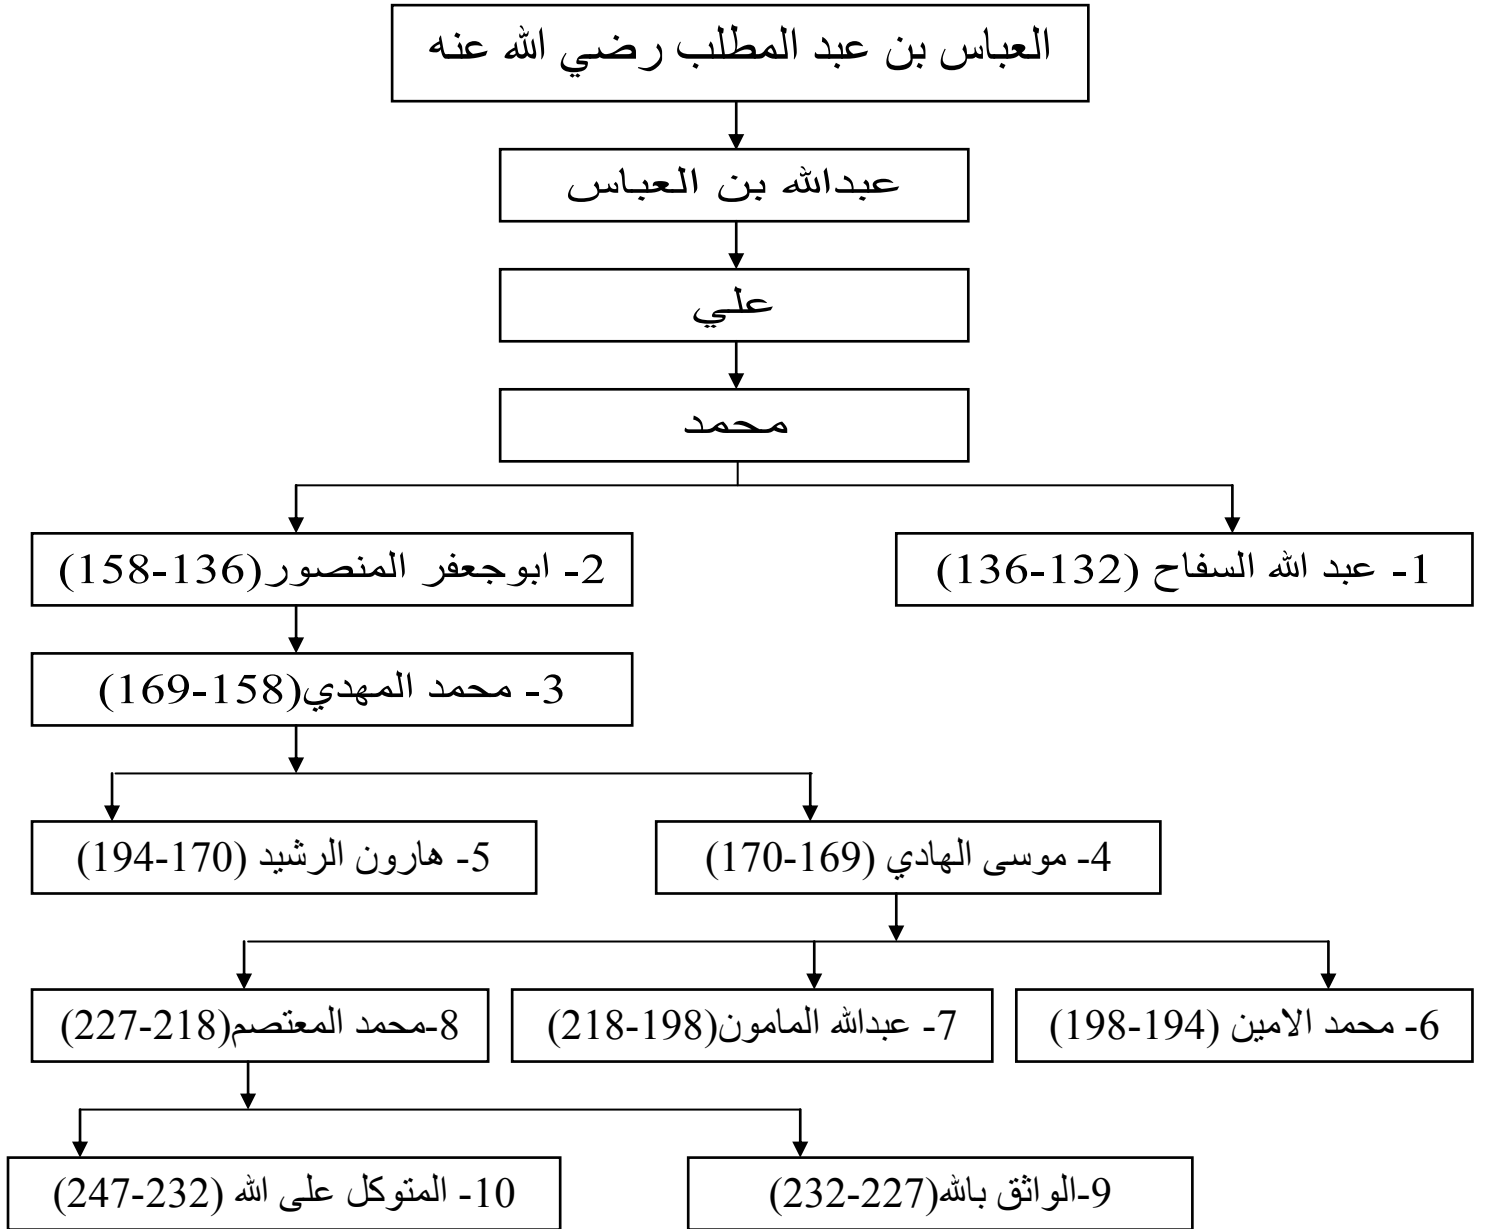 العباس بن عبد المطلب رضي الله عنه
عبدالله بن العباس
علي
محمد
1- عبد الله السفاح (132-136)
2- ابوجعفر المنصور(136-158)
3- محمد المهدي(158-169)
4- موسى الهادي (169-170)
5- هارون الرشيد (170-194)
6- محمد الامين (194-198)
7- عبدالله المامون(198-218)
8-محمد المعتصم(218-227)
9-الواثق بالله(227-232)
10- المتوكل على الله (232-247)